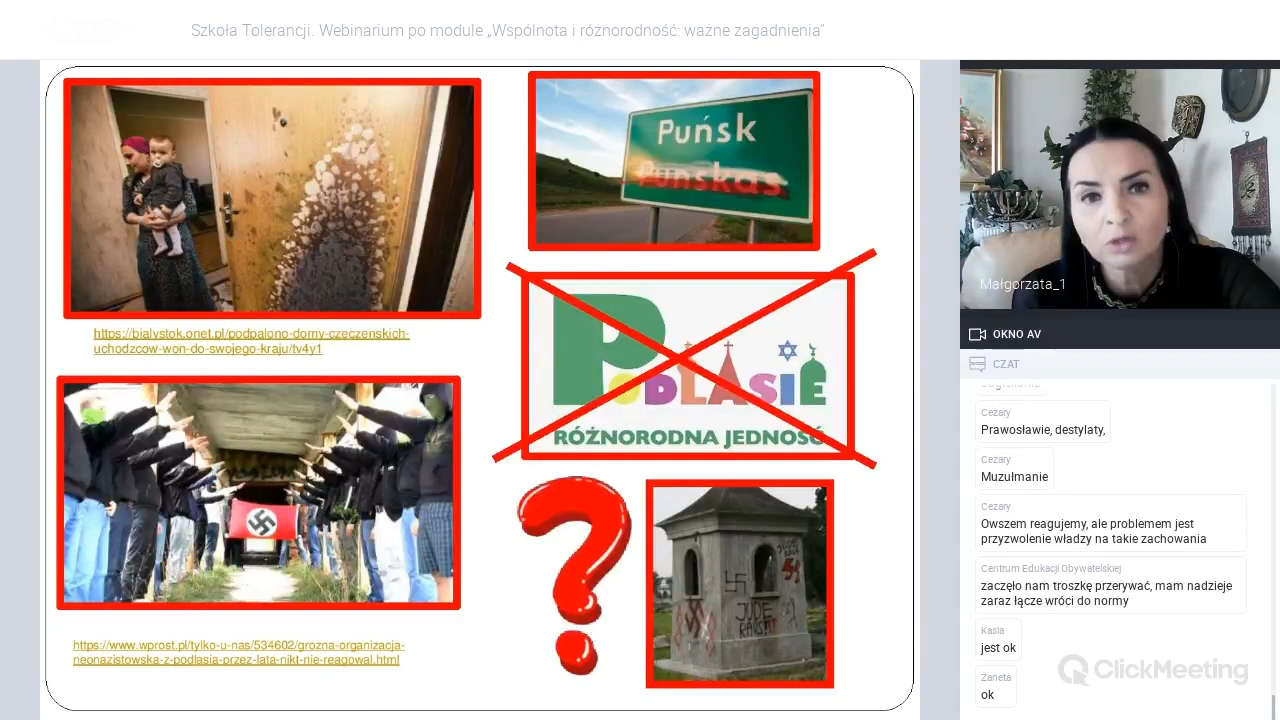 Szkoła Tolerancji. Webinarium po module „Wspólnota i różnorodność: ważne zagadnienia”
Puńsk
Punskas
https://bialystok.onet.pl/podpalono-domy-czeczenskich-
uchodzcow-won-do-swojego-kraju/tv4y1
PODLASIE
RÓŻNORODNA JEDNOŚĆ
?
JUDE
RAUS!!!
https://www.wprost.pl/tylko-u-nas/534602/grozna-organizacja-
neonazistowska-z-podlasia-przez-lata-nikt-nie-reagowal.html
Małgorzata_1
OKNO AV
CZAT
Cezary
Prawosławie, destylaty,
Cezary
Muzułmanie
Cezary
Owszem reagujemy, ale problemem jest
przyzwolenie władzy na takie zachowania
Centrum Edukacji Obywatelskiej
zaczęło nam troszkę przerywać, mam nadzieje
zaraz łącze wróci do normy
Kasia
jest ok
Żaneta
ok
ClickMeeting